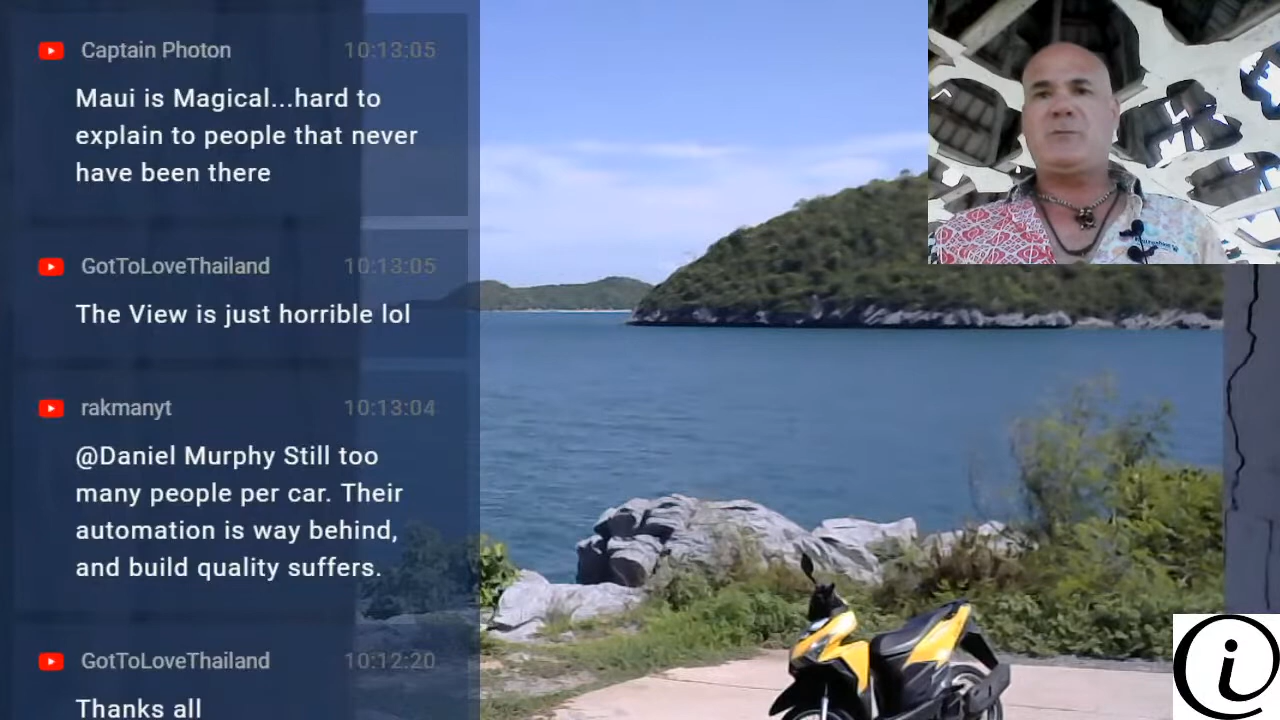 Captain Photon 10:13:05
Maui is Magical...hard to
explain to people that never
have been there
GotToLoveThailand 10:13:05
The View is just horrible lol
rakmanyt 10:13:04
@Daniel Murphy Still too
many people per car. Their
automation is way behind,
and build quality suffers.
GotToLoveThailand 10:12:20
Thanks all
i